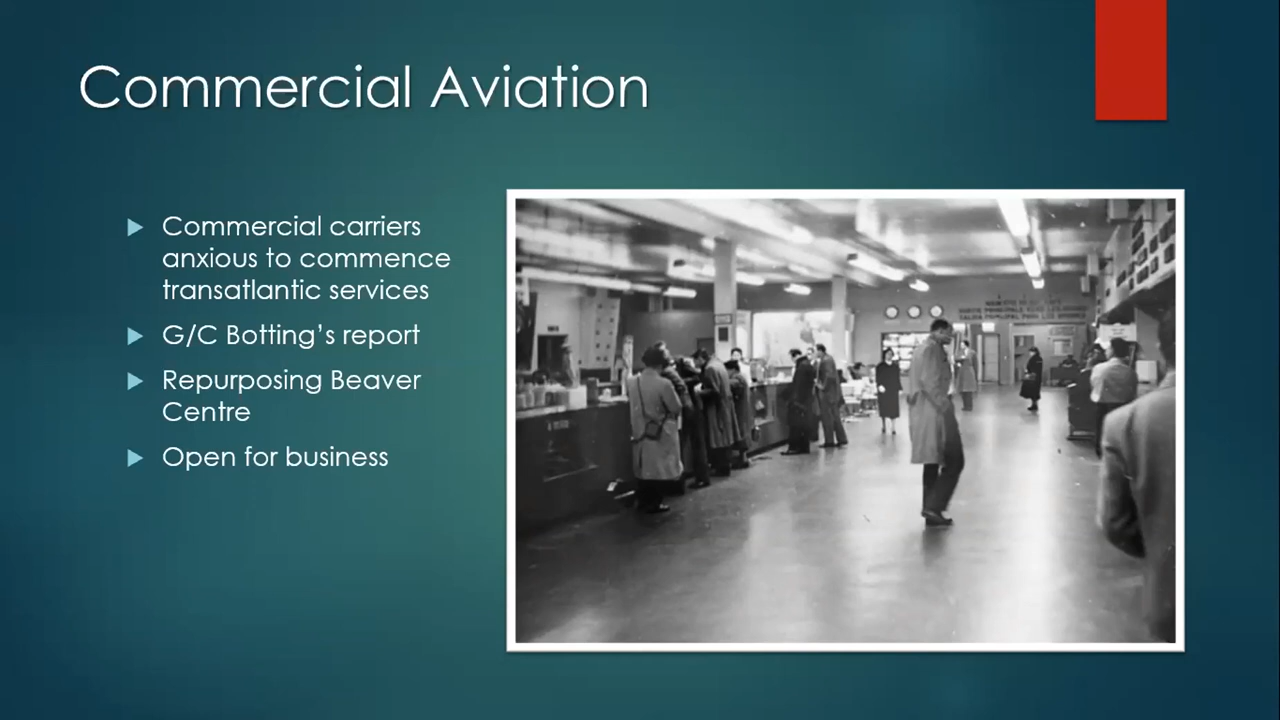 Commercial Aviation
Commercial carriers
anxious to commence
transatlantic services
G/C Botting's report
Repurposing Beaver
Centre
Open for business